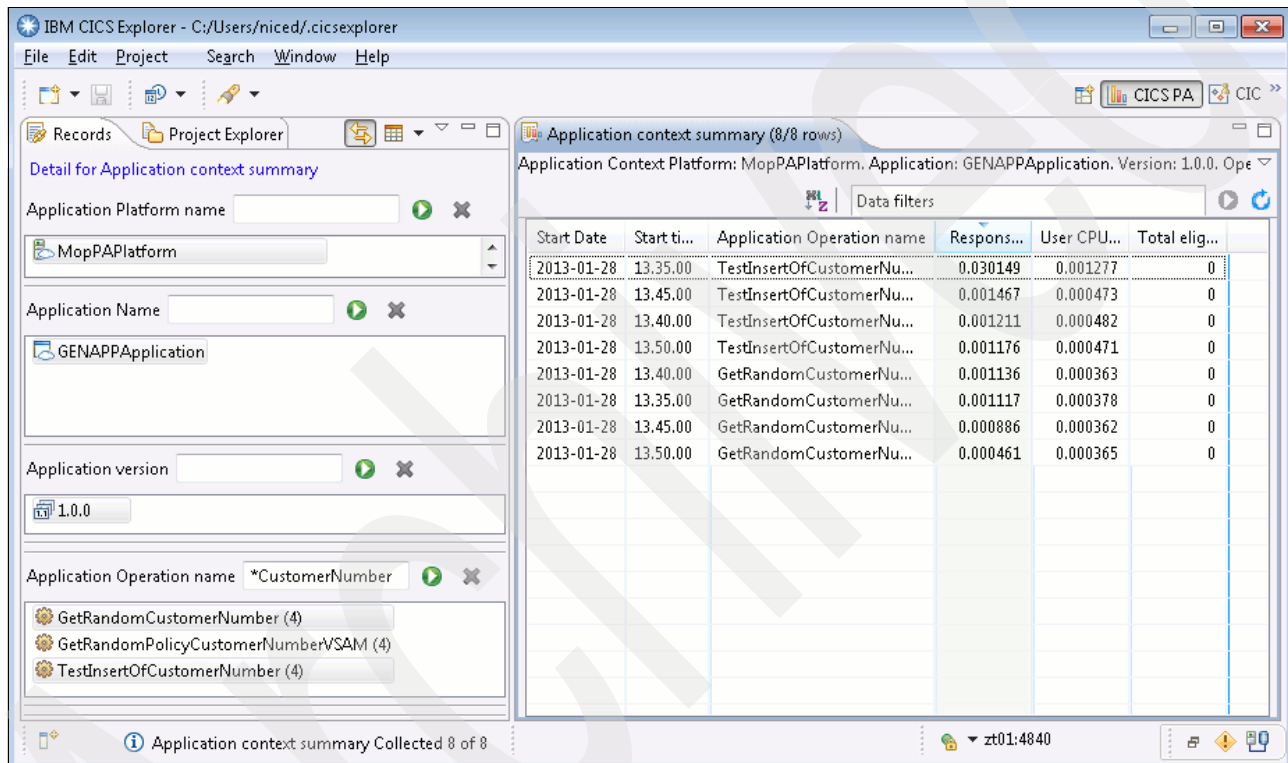 IBM CICS Explorer - C:/Users/niced/.cicsexplorer
File Edit Project Search Window Help
CICS PA CIC »
Records Project Explorer
Detail for Application context summary
Application Platform name
MopPAPlatform
Application Name
GENAPPApplication
Application version
1.0.0
Application Operation name *CustomerNumber
GetRandomCustomerNumber (4)
GetRandomPolicyCustomerNumberVSAM (4)
TestInsertOfCustomerNumber (4)
Application context summary (8/8 rows)
Application Context Platform: MopPAPlatform. Application: GENAPPApplication. Version: 1.0.0. Ope
Data filters
Start Date Start ti... Application Operation name Respons... User CPU... Total elig...
2013-01-28 13.35.00 TestInsertOfCustomerNu... 0.030149 0.001277 0
2013-01-28 13.45.00 TestInsertOfCustomerNu... 0.001467 0.000473 0
2013-01-28 13.40.00 TestInsertOfCustomerNu... 0.001211 0.000482 0
2013-01-28 13.50.00 TestInsertOfCustomerNu... 0.001176 0.000471 0
2013-01-28 13.40.00 GetRandomCustomerNu... 0.001136 0.000363 0
2013-01-28 13.35.00 GetRandomCustomerNu... 0.001117 0.000378 0
2013-01-28 13.45.00 GetRandomCustomerNu... 0.000886 0.000362 0
2013-01-28 13.50.00 GetRandomCustomerNu... 0.000461 0.000365 0
Application context summary Collected 8 of 8
zt01:4840